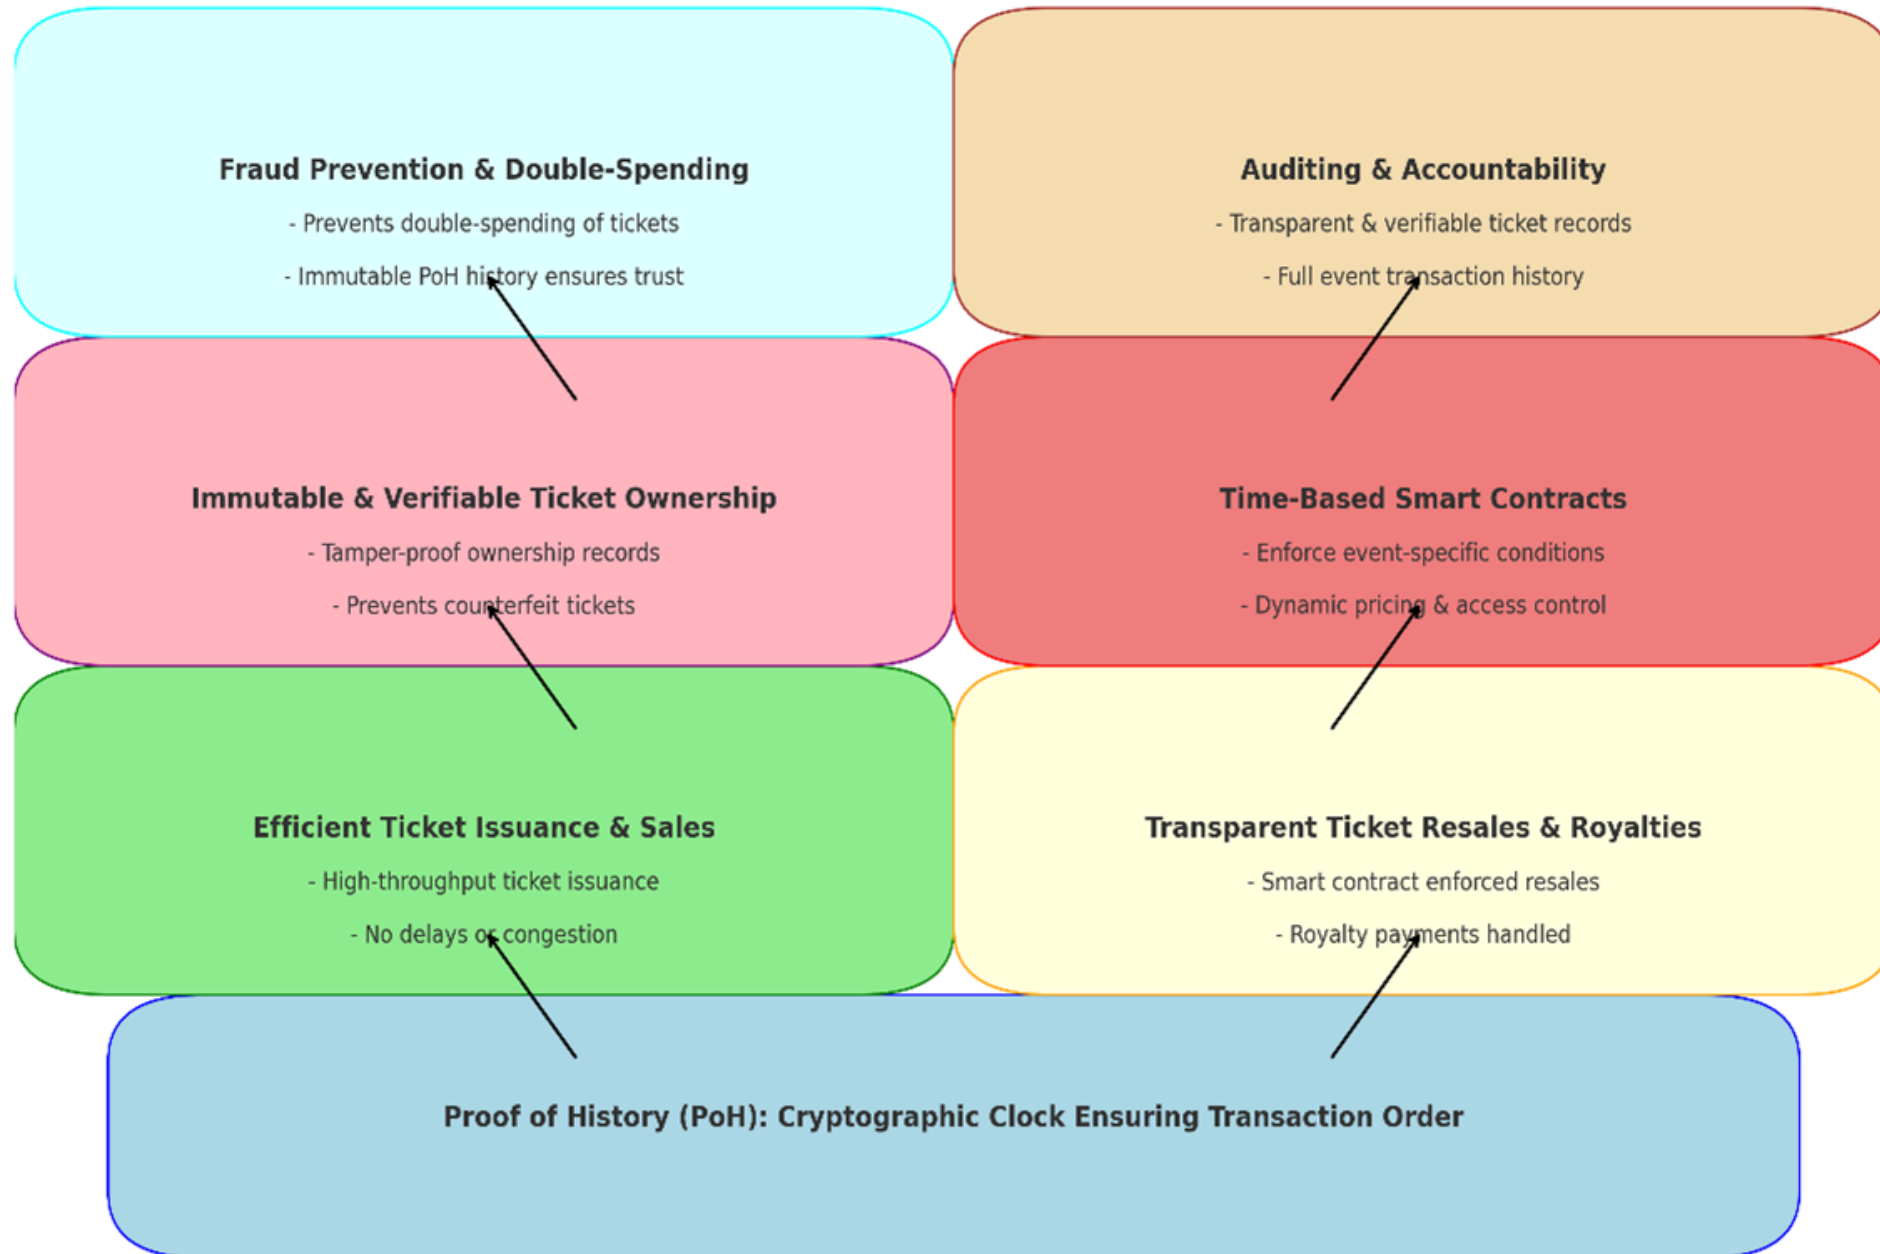 Fraud Prevention & Double-Spending
- Prevents double-spending of tickets
- Immutable PoH history ensures trust
Auditing & Accountability
- Transparent & verifiable ticket records
- Full event transaction history
Immutable & Verifiable Ticket Ownership
- Tamper-proof ownership records
- Prevents counterfeit tickets
Time-Based Smart Contracts
- Enforce event-specific conditions
- Dynamic pricing & access control
Efficient Ticket Issuance & Sales
- High-throughput ticket issuance
- No delays or congestion
Transparent Ticket Resales & Royalties
- Smart contract enforced resales
- Royalty payments handled
Proof of History (PoH): Cryptographic Clock Ensuring Transaction Order